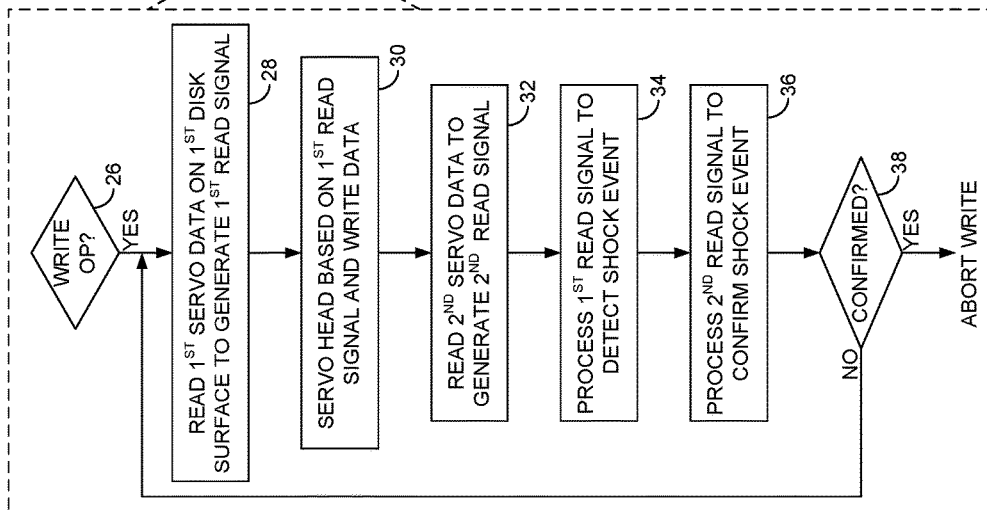 WRITE
OP?
26
YES
READ 1ST SERVO DATA ON 1ST DISK
SURFACE TO GENERATE 1ST READ SIGNAL
28
SERVO HEAD BASED ON 1ST READ
SIGNAL AND WRITE DATA
30
READ 2ND SERVO DATA TO
GENERATE 2ND READ SIGNAL
32
PROCESS 1ST READ SIGNAL TO
DETECT SHOCK EVENT
34
PROCESS 2ND READ SIGNAL TO
CONFIRM SHOCK EVENT
36
CONFIRMED?
38
NO
YES
ABORT WRITE